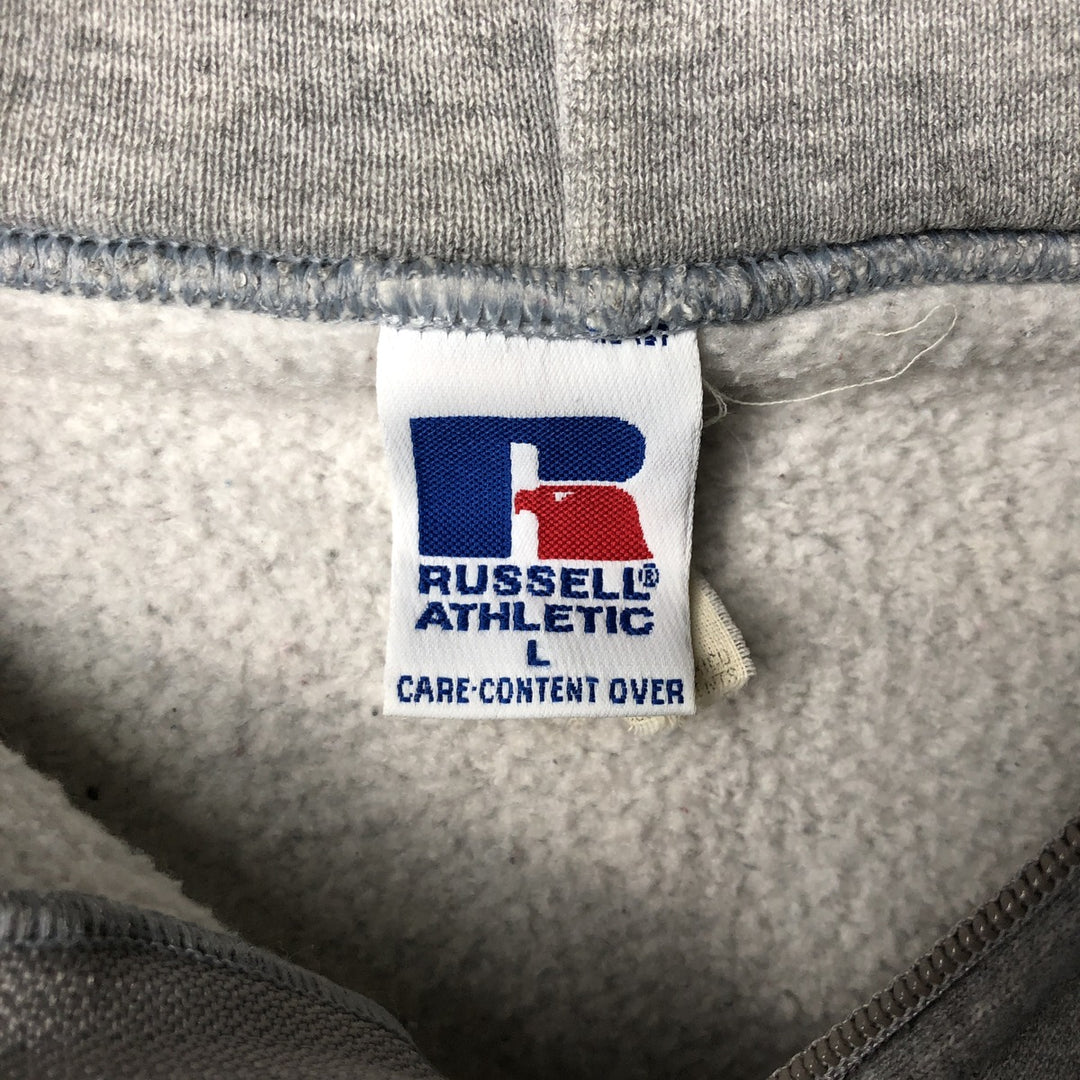 RUSSELL®
ATHLETIC
L
CARE-CONTENT OVER